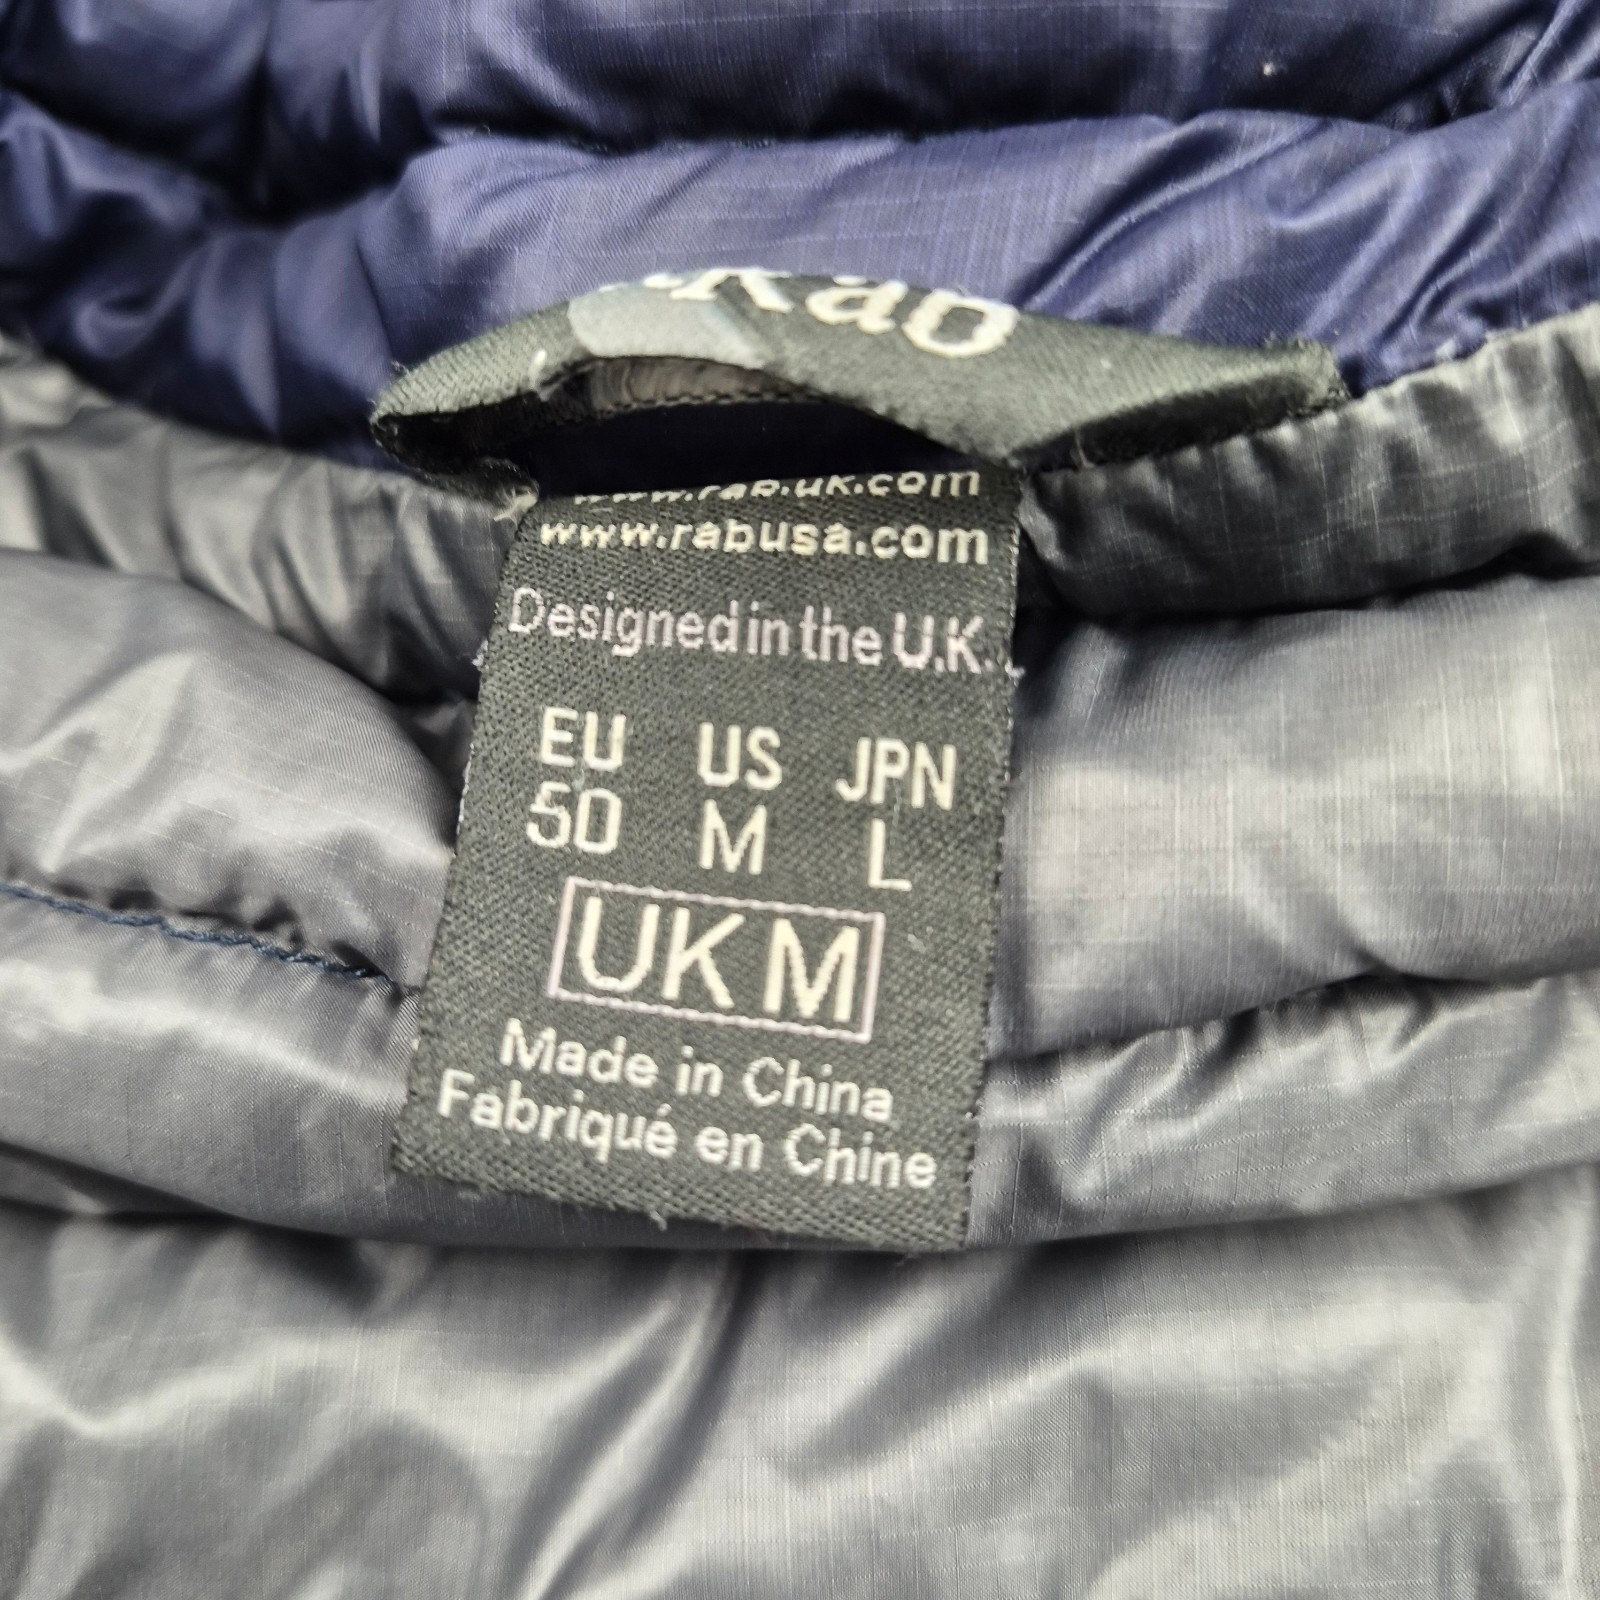 Rab
www.rab.uk.com
www.rabusa.com
Designed in the U.K.
EU US JPN
50 M L
UK M
Made in China
Fabriqué en Chine